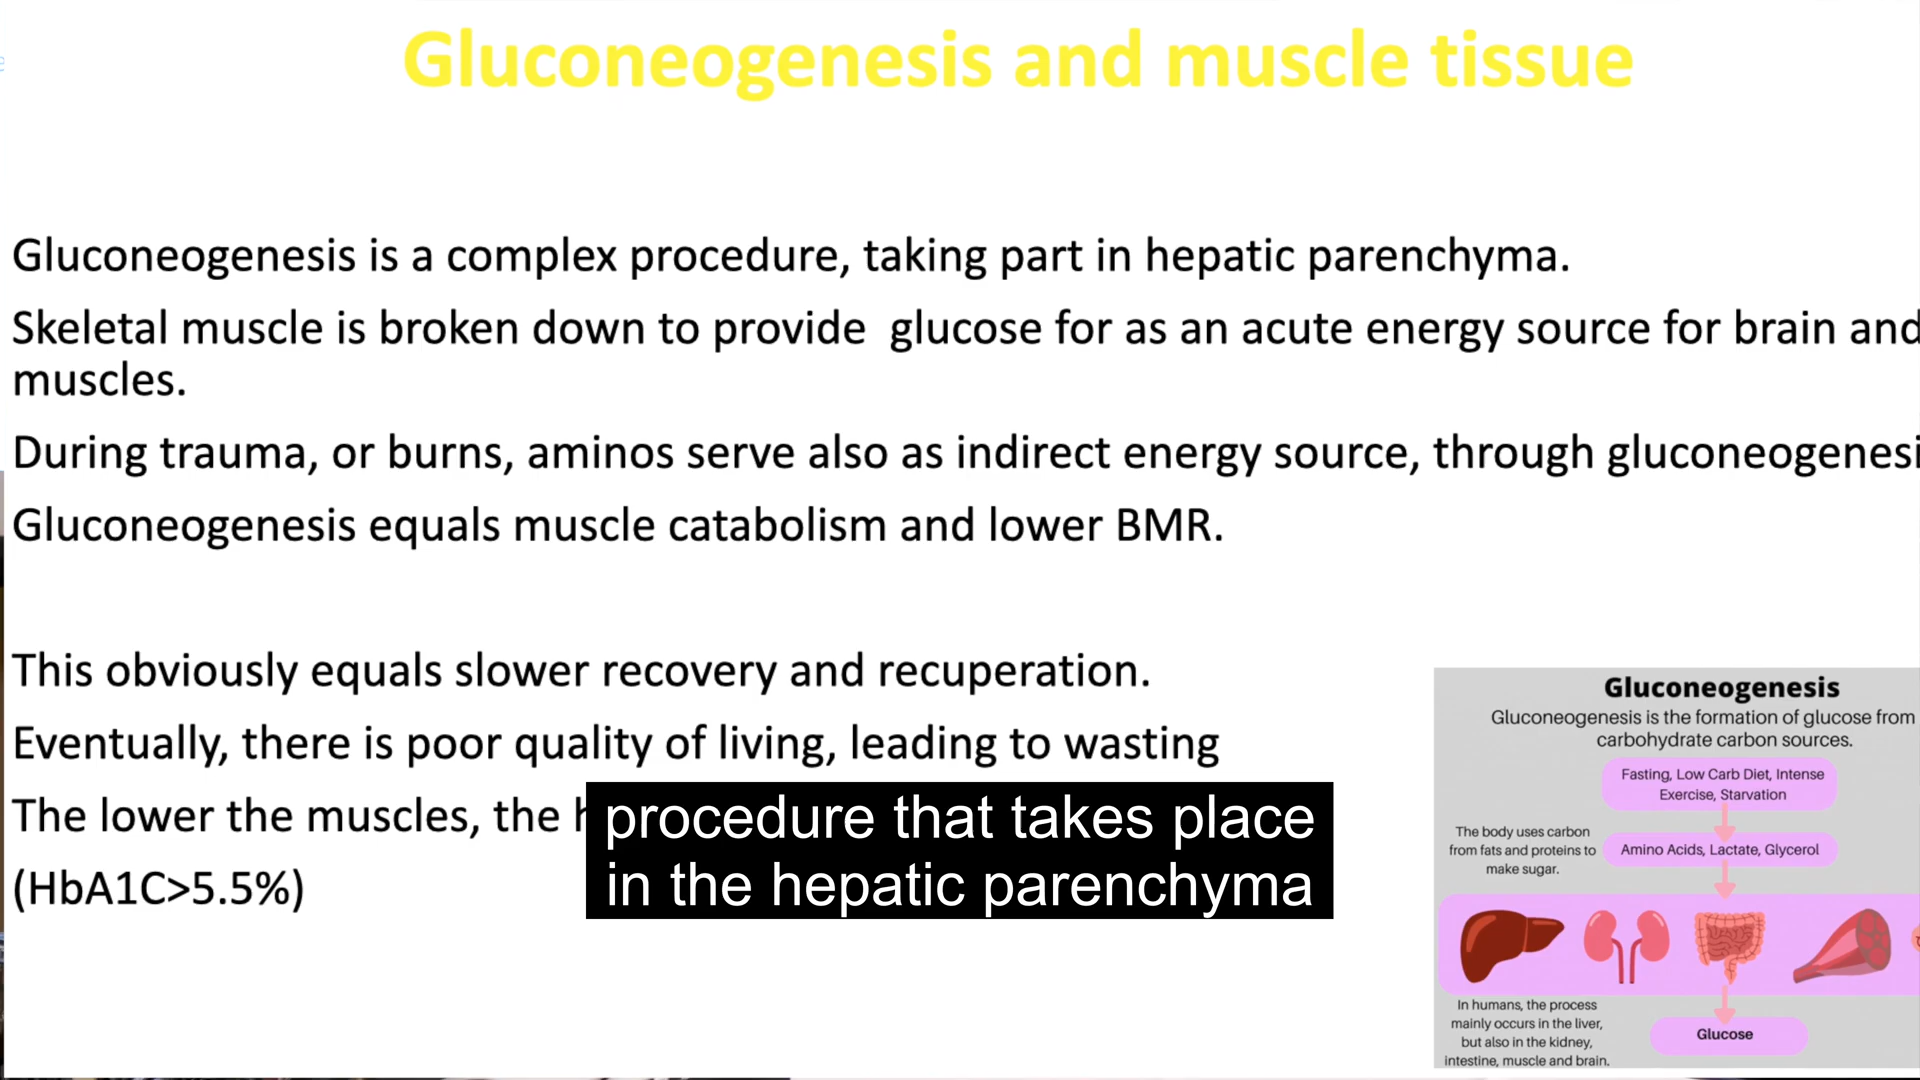 Gluconeogenesis and muscle tissue
Gluconeogenesis is a complex procedure, taking part in hepatic parenchyma.
Skeletal muscle is broken down to provide glucose for as an acute energy source for brain and
muscles.
During trauma, or burns, aminos serve also as indirect energy source, through gluconeogenesi
Gluconeogenesis equals muscle catabolism and lower BMR.
This obviously equals slower recovery and recuperation.
Eventually, there is poor quality of living, leading to wasting
The lower the muscles, the
(HbA1C>5.5%)
procedure that takes place
in the hepatic parenchyma
Gluconeogenesis
Gluconeogenesis is the formation of glucose from
carbohydrate carbon sources.
Fasting, Low Carb Diet, Intense
Exercise, Starvation
The body uses carbon
from fats and proteins to
make sugar.
Amino Acids, Lactate, Glycerol
In humans, the process
mainly occurs in the liver,
but also in the kidney,
intestine, muscle and brain.
Glucose